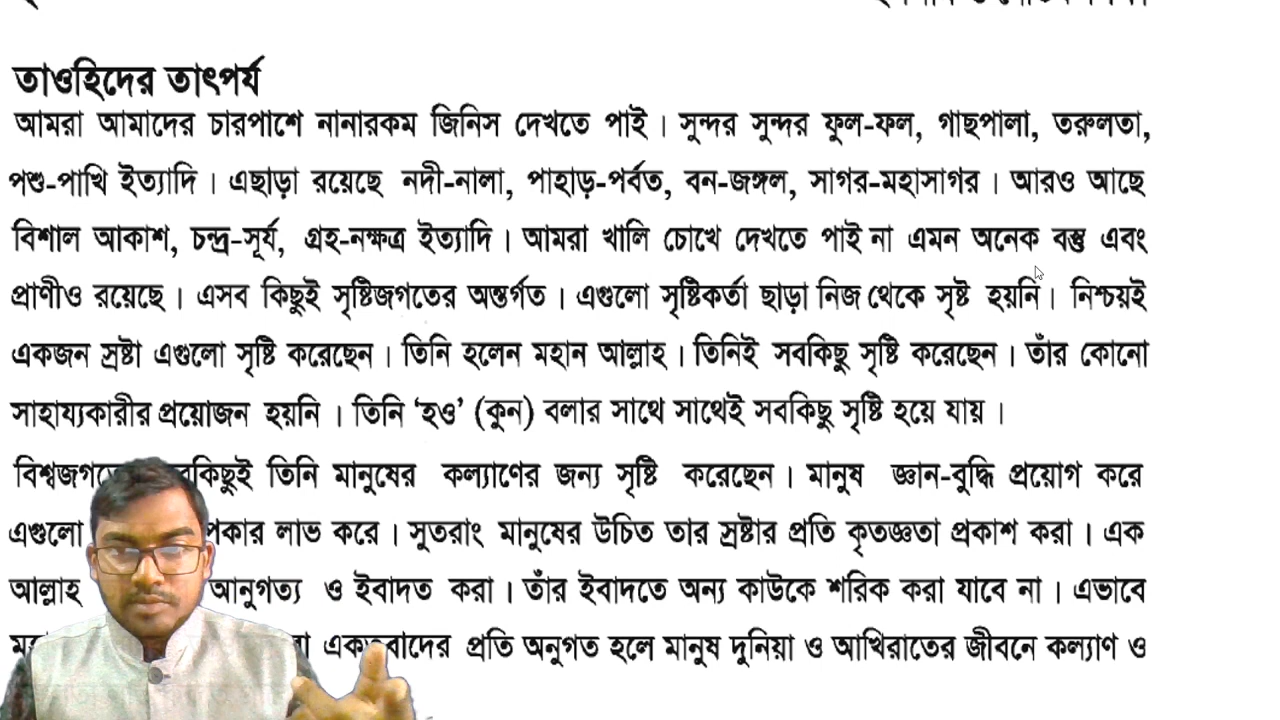 তাওহিদের তাৎপর্য
আমরা আমাদের চারপাশে নানারকম জিনিস দেখতে পাই। সুন্দর সুন্দর ফুল-ফল, গাছপালা, তরুলতা,
পশু-পাখি ইত্যাদি। এছাড়া রয়েছে নদী-নালা, পাহাড়-পর্বত, বন-জঙ্গল, সাগর-মহাসাগর। আরও আছে
বিশাল আকাশ, চন্দ্র-সূর্য, গ্রহ-নক্ষত্র ইত্যাদি। আমরা খালি চোখে দেখতে পাই না এমন অনেক বস্তু এবং
প্রাণীও রয়েছে। এসব কিছুই সৃষ্টিজগতের অন্তর্গত। এগুলো সৃষ্টিকর্তা ছাড়া নিজ থেকে সৃষ্ট হয়নি। নিশ্চয়ই
একজন স্রষ্টা এগুলো সৃষ্টি করেছেন। তিনি হলেন মহান আল্লাহ। তিনিই সবকিছু সৃষ্টি করেছেন। তাঁর কোনো
সাহায্যকারীর প্রয়োজন হয়নি। তিনি ‘হও’ (কুন) বলার সাথে সাথেই সবকিছু সৃষ্টি হয়ে যায়।
তিনি মানুষের কল্যাণের জন্য সৃষ্টি করেছেন। মানুষ জ্ঞান-বুদ্ধি প্রয়োগ করে
এগুলো লাভ করে। সুতরাং মানুষের উচিত তার স্রষ্টার প্রতি কৃতজ্ঞতা প্রকাশ করা। এক
আল্লাহ আনুগত্য ও ইবাদত করা। তাঁর ইবাদতে অন্য কাউকে শরিক করা যাবে না। এভাবে
একত্ববাদের প্রতি অনুগত হলে মানুষ দুনিয়া ও আখিরাতের জীবনে কল্যাণ ও